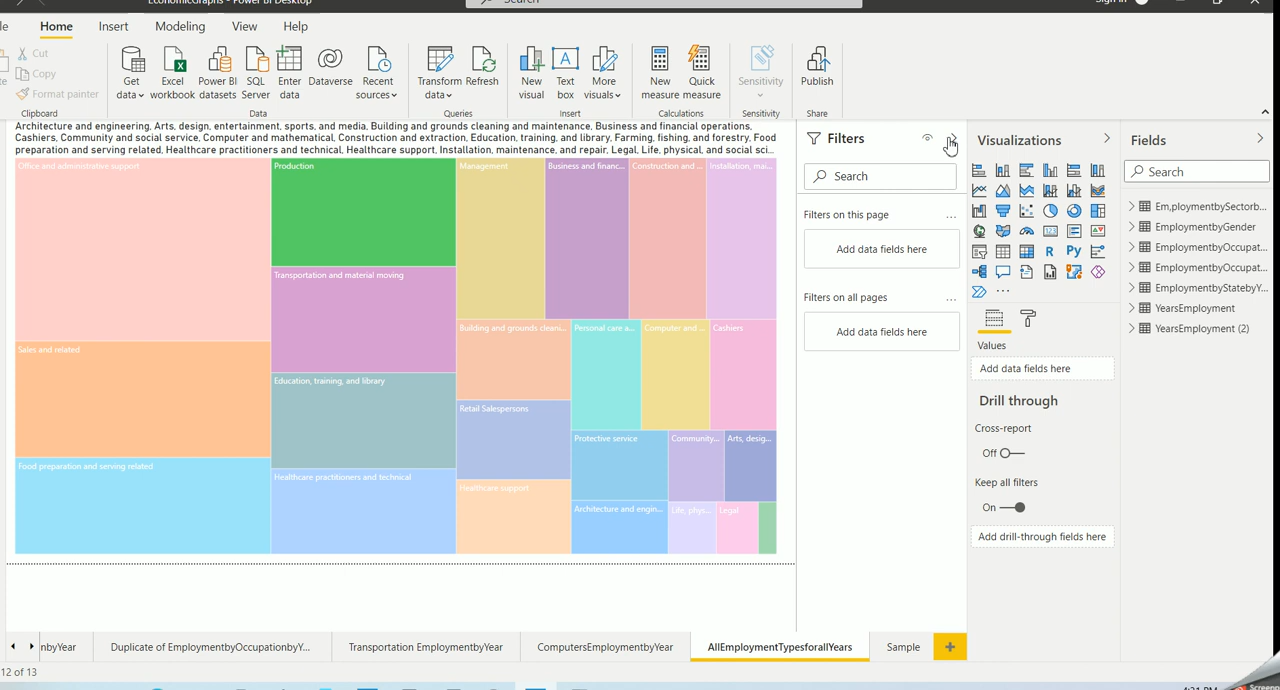 EconomicGraphs - Power BI Desktop
Search
Sign in
Home
Insert
Modeling
View
Help
Cut
Copy
Format painter
Clipboard
Get data
Excel workbook
Power BI datasets
SQL Server
Enter data
Dataverse
Recent sources
Data
Transform data
Refresh
Queries
New visual
Text box
More visuals
Insert
New measure
Quick measure
Calculations
Sensitivity
Sensitivity
Publish
Share
Architecture and engineering, Arts, design, entertainment, sports, and media, Building and grounds cleaning and maintenance, Business and financial operations,
Cashiers, Community and social service, Computer and mathematical, Construction and extraction, Education, training, and library, Farming, fishing, and forestry, Food
preparation and serving related, Healthcare practitioners and technical, Healthcare support, Installation, maintenance, and repair, Legal, Life, physical, and social sci...
Office and administrative support
Sales and related
Food preparation and serving related
Production
Transportation and material moving
Education, training, and library
Healthcare practitioners and technical
Management
Business and financ...
Construction and ...
Installation, mai...
Building and grounds cleani...
Retail Salespersons
Healthcare support
Personal care a...
Computer and ...
Cashiers
Protective service
Community...
Arts, desig...
Architecture and engin...
Life, phys...
Legal
Filters
Search
Filters on this page
...
Add data fields here
Filters on all pages
...
Add data fields here
Visualizations
R
Py
...
Values
Add data fields here
Drill through
Cross-report
Off
Keep all filters
On
Add drill-through fields here
Fields
Search
Em,ploymentbySectorb...
EmploymentbyGender
EmploymentbyOccupat...
EmploymentbyOccupat...
EmploymentbyStatebyY...
YearsEmployment
YearsEmployment (2)
nbyYear
Duplicate of EmploymentbyOccupationbyY...
Transportation EmploymentbyYear
ComputersEmploymentbyYear
AllEmploymentTypesforallYears
Sample
12 of 13
4:31 PM